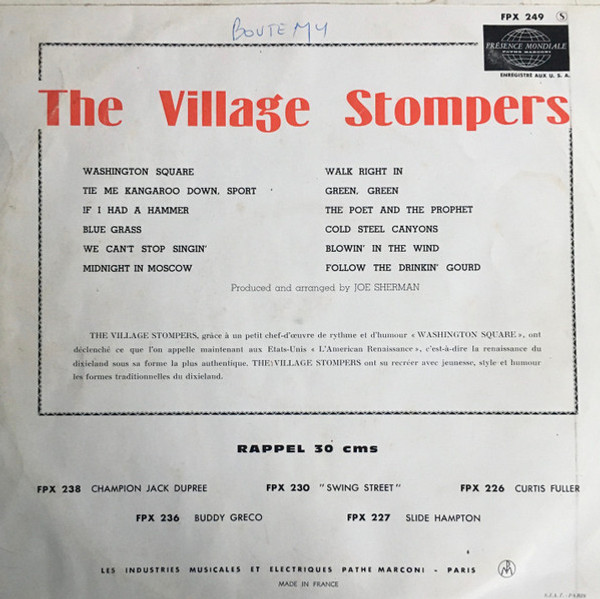 BOUTEMY
FPX 249 S
PRÉSENCE MONDIALE
PATHE MARCONI
ENREGISTRE AUX U. S. A.
The Village Stompers
WASHINGTON SQUARE
TIE ME KANGAROO DOWN, SPORT
IF I HAD A HAMMER
BLUE GRASS
WE CAN'T STOP SINGIN'
MIDNIGHT IN MOSCOW
WALK RIGHT IN
GREEN, GREEN
THE POET AND THE PROPHET
COLD STEEL CANYONS
BLOWIN' IN THE WIND
FOLLOW THE DRINKIN' GOURD
Produced and arranged by JOE SHERMAN
THE VILLAGE STOMPERS, grâce à un petit chef-d'œuvre de rythme et d'humour « WASHINGTON SQUARE », ont
déclenché ce que l'on appelle maintenant aux Etats-Unis « L'American Renaissance », c'est-à-dire la renaissance du
dixieland sous sa forme la plus authentique. THE VILLAGE STOMPERS ont su recréer avec jeunesse, style et humour
les formes traditionnelles du dixieland.
RAPPEL 30 cms
FPX 238 CHAMPION JACK DUPREE FPX 230 "SWING STREET" FPX 226 CURTIS FULLER
FPX 236 BUDDY GRECO FPX 227 SLIDE HAMPTON
LES INDUSTRIES MUSICALES ET ELECTRIQUES PATHE MARCONI - PARIS
MADE IN FRANCE